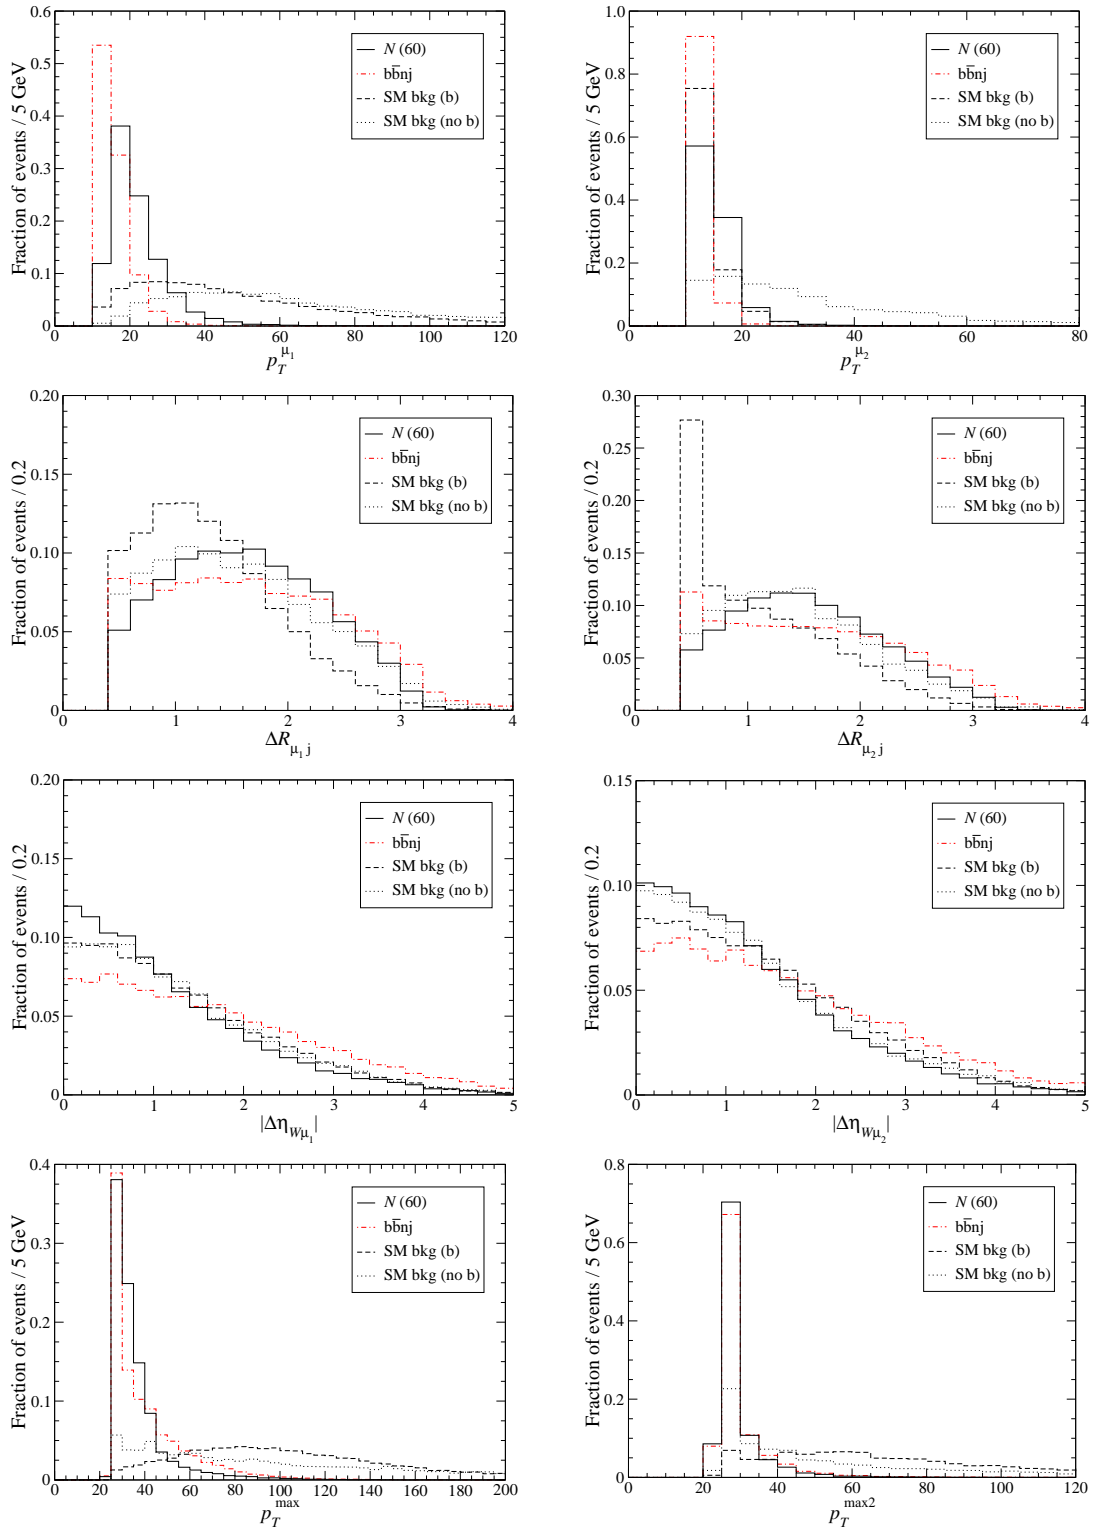 0.6
0.5
0.4
0.3
0.2
0.1
0
Fraction of events / 5 GeV
N (60)
bb̅nj
SM bkg (b)
SM bkg (no b)
0 20 40 60 80 100 120
p_T^μ1
1.0
0.8
0.6
0.4
0.2
0
Fraction of events / 5 GeV
N (60)
bb̅nj
SM bkg (b)
SM bkg (no b)
0 20 40 60 80
p_T^μ2
0.20
0.15
0.10
0.05
0
Fraction of events / 0.2
N (60)
bb̅nj
SM bkg (b)
SM bkg (no b)
0 1 2 3 4
ΔR_μ1 j
0.30
0.25
0.20
0.15
0.10
0.05
0
Fraction of events / 0.2
N (60)
bb̅nj
SM bkg (b)
SM bkg (no b)
0 1 2 3 4
ΔR_μ2 j
0.20
0.15
0.10
0.05
0
Fraction of events / 0.2
N (60)
bb̅nj
SM bkg (b)
SM bkg (no b)
0 1 2 3 4 5
|Δη_Wμ1|
0.15
0.10
0.05
0
Fraction of events / 0.2
N (60)
bb̅nj
SM bkg (b)
SM bkg (no b)
0 1 2 3 4 5
|Δη_Wμ2|
0.4
0.3
0.2
0.1
0
Fraction of events / 5 GeV
N (60)
bb̅nj
SM bkg (b)
SM bkg (no b)
0 20 40 60 80 100 120 140 160 180 200
p_T^max
0.8
0.6
0.4
0.2
0
Fraction of events / 5 GeV
N (60)
bb̅nj
SM bkg (b)
SM bkg (no b)
0 20 40 60 80 100 120
p_T^max2